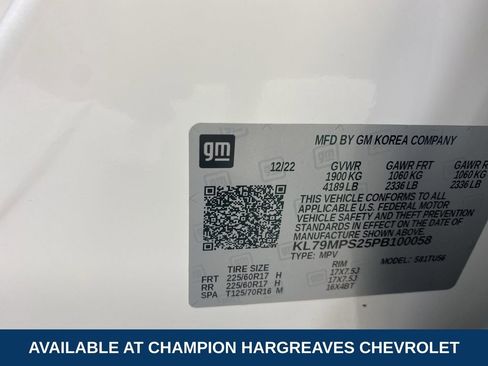 gm
MFD BY GM KOREA COMPANY
12/22 GVWR GAWR FRT GAWR R
1900 KG 1060 KG 1060 KG
4189 LB 2336 LB 2336 LB
THIS VEHICLE CONFORMS TO ALL
APPLICABLE U.S. FEDERAL MOTOR
VEHICLE SAFETY AND THEFT PREVENTION
STANDARDS IN EFFECT ON THE DATE OF
MANUFACTURE SHOWN ABOVE.
KL79MPS25PB100058
TYPE: MPV MODEL: 581TU56
TIRE SIZE RIM
FRT 225/60R17 H 17X7.5J
RR 225/60R17 H 17X7.5J
SPA T125/70R16 M 16X4BT
AVAILABLE AT CHAMPION HARGREAVES CHEVROLET